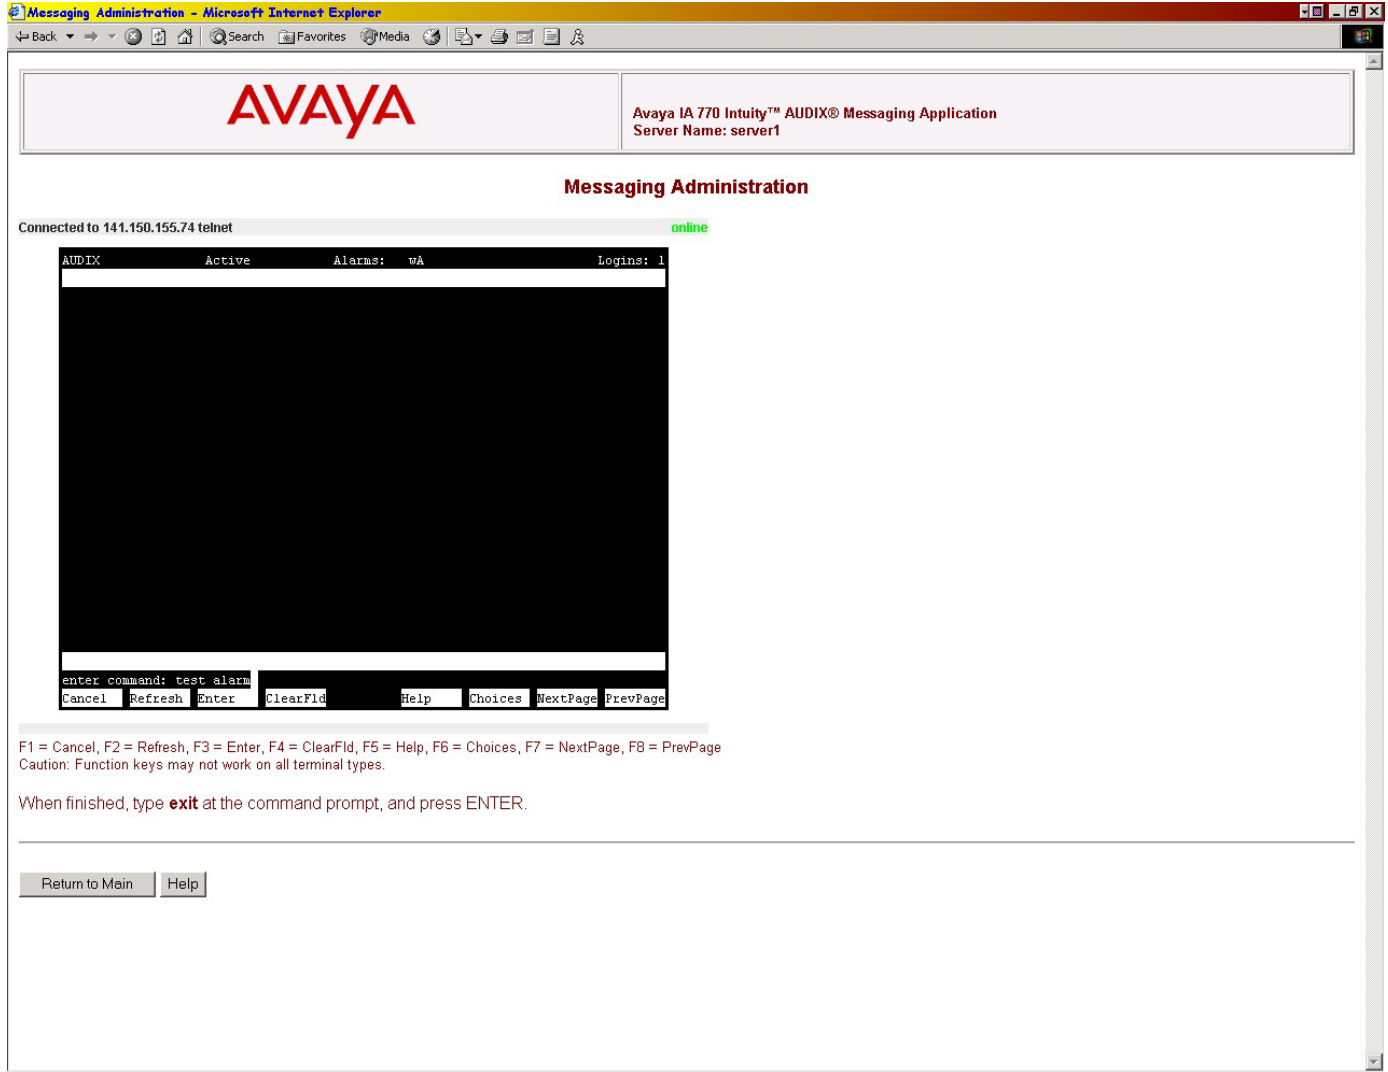 Messaging Administration - Microsoft Internet Explorer
Back Search Favorites Media
AVAYA
Avaya IA 770 Intuity™ AUDIX® Messaging Application
Server Name: server1
Messaging Administration
Connected to 141.150.155.74 telnet online
AUDIX Active Alarms: wA Logins: 1
enter command: test alarm
Cancel Refresh Enter ClearFld Help Choices NextPage PrevPage
F1 = Cancel, F2 = Refresh, F3 = Enter, F4 = ClearFld, F5 = Help, F6 = Choices, F7 = NextPage, F8 = PrevPage
Caution: Function keys may not work on all terminal types.
When finished, type exit at the command prompt, and press ENTER.
Return to Main Help